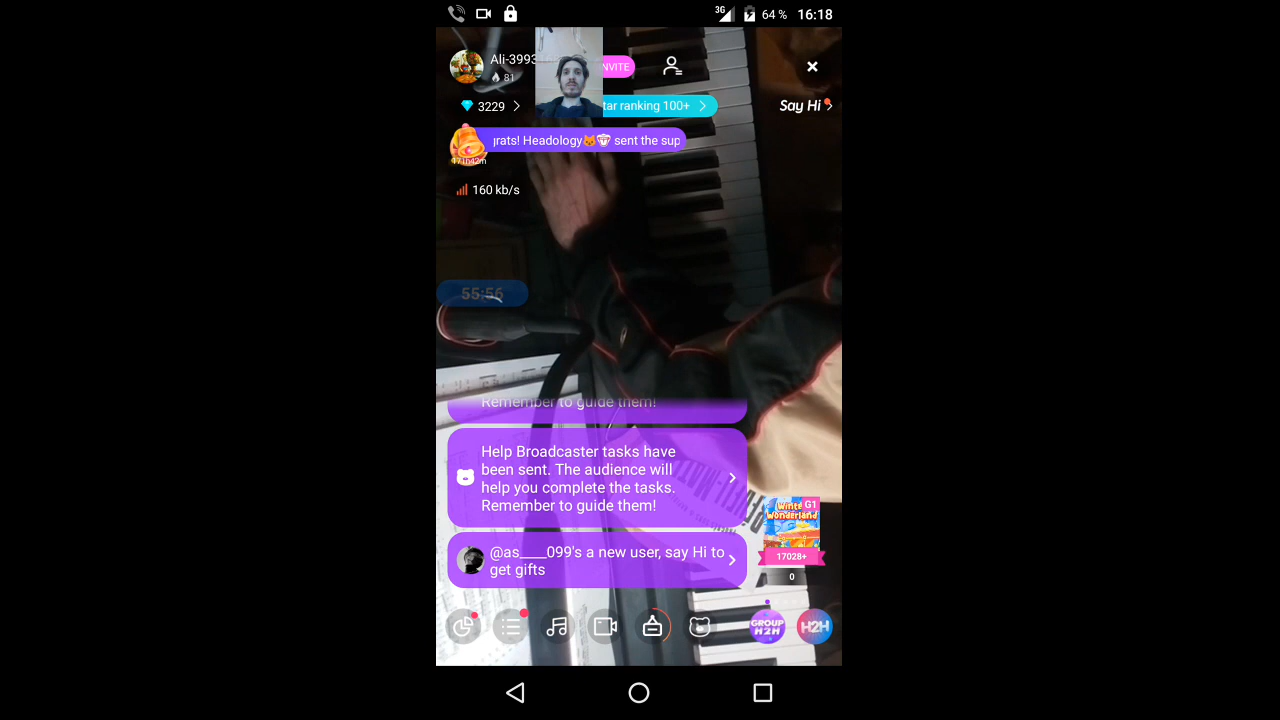 3G 64 % 16:18
Ali-3993
NVITE
81
3229
tar ranking 100+
Say Hi
rats! Headology🐱 sent the sup
171h42m
160 kb/s
55:56
Remember to guide them!
Help Broadcaster tasks have
been sent. The audience will
help you complete the tasks.
Remember to guide them!
@as____099's a new user, say Hi to
get gifts
G1
Winte
Wonderland
17028+
0
GROUP
H2H
H2H